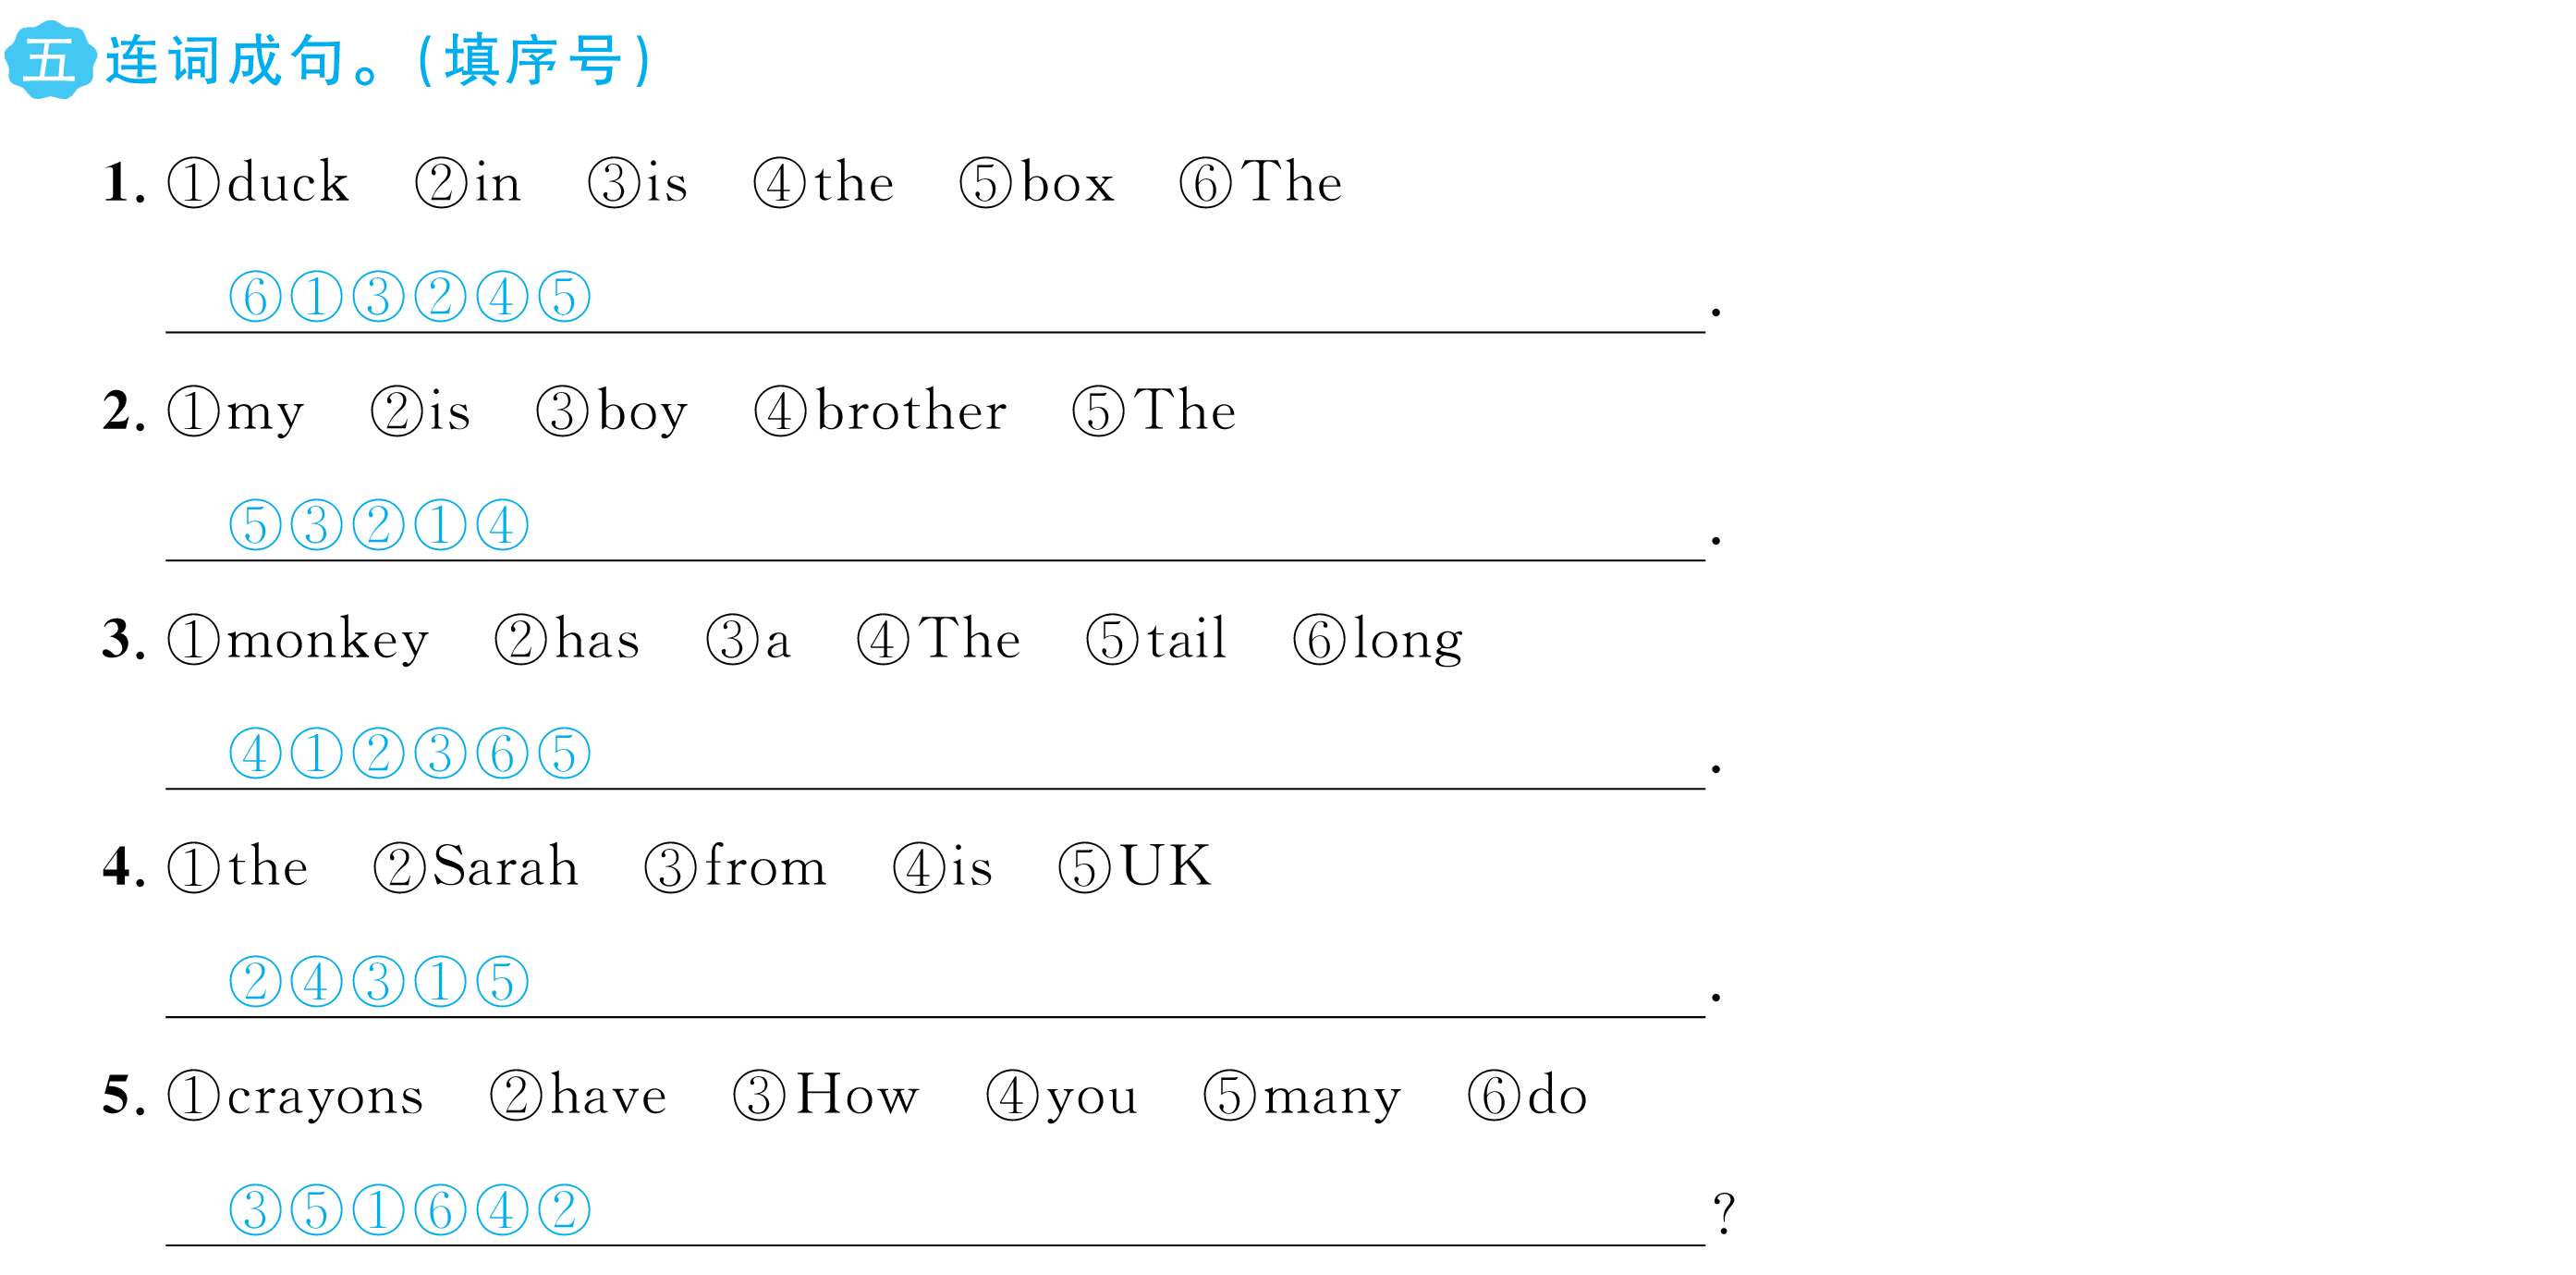 五 连词成句。(填序号)
1. ①duck ②in ③is ④the ⑤box ⑥The
⑥①③②④⑤.
2. ①my ②is ③boy ④brother ⑤The
⑤③②①④.
3. ①monkey ②has ③a ④The ⑤tail ⑥long
④①②③⑥⑤.
4. ①the ②Sarah ③from ④is ⑤UK
②④③①⑤.
5. ①crayons ②have ③How ④you ⑤many ⑥do
③⑤①⑥④②?